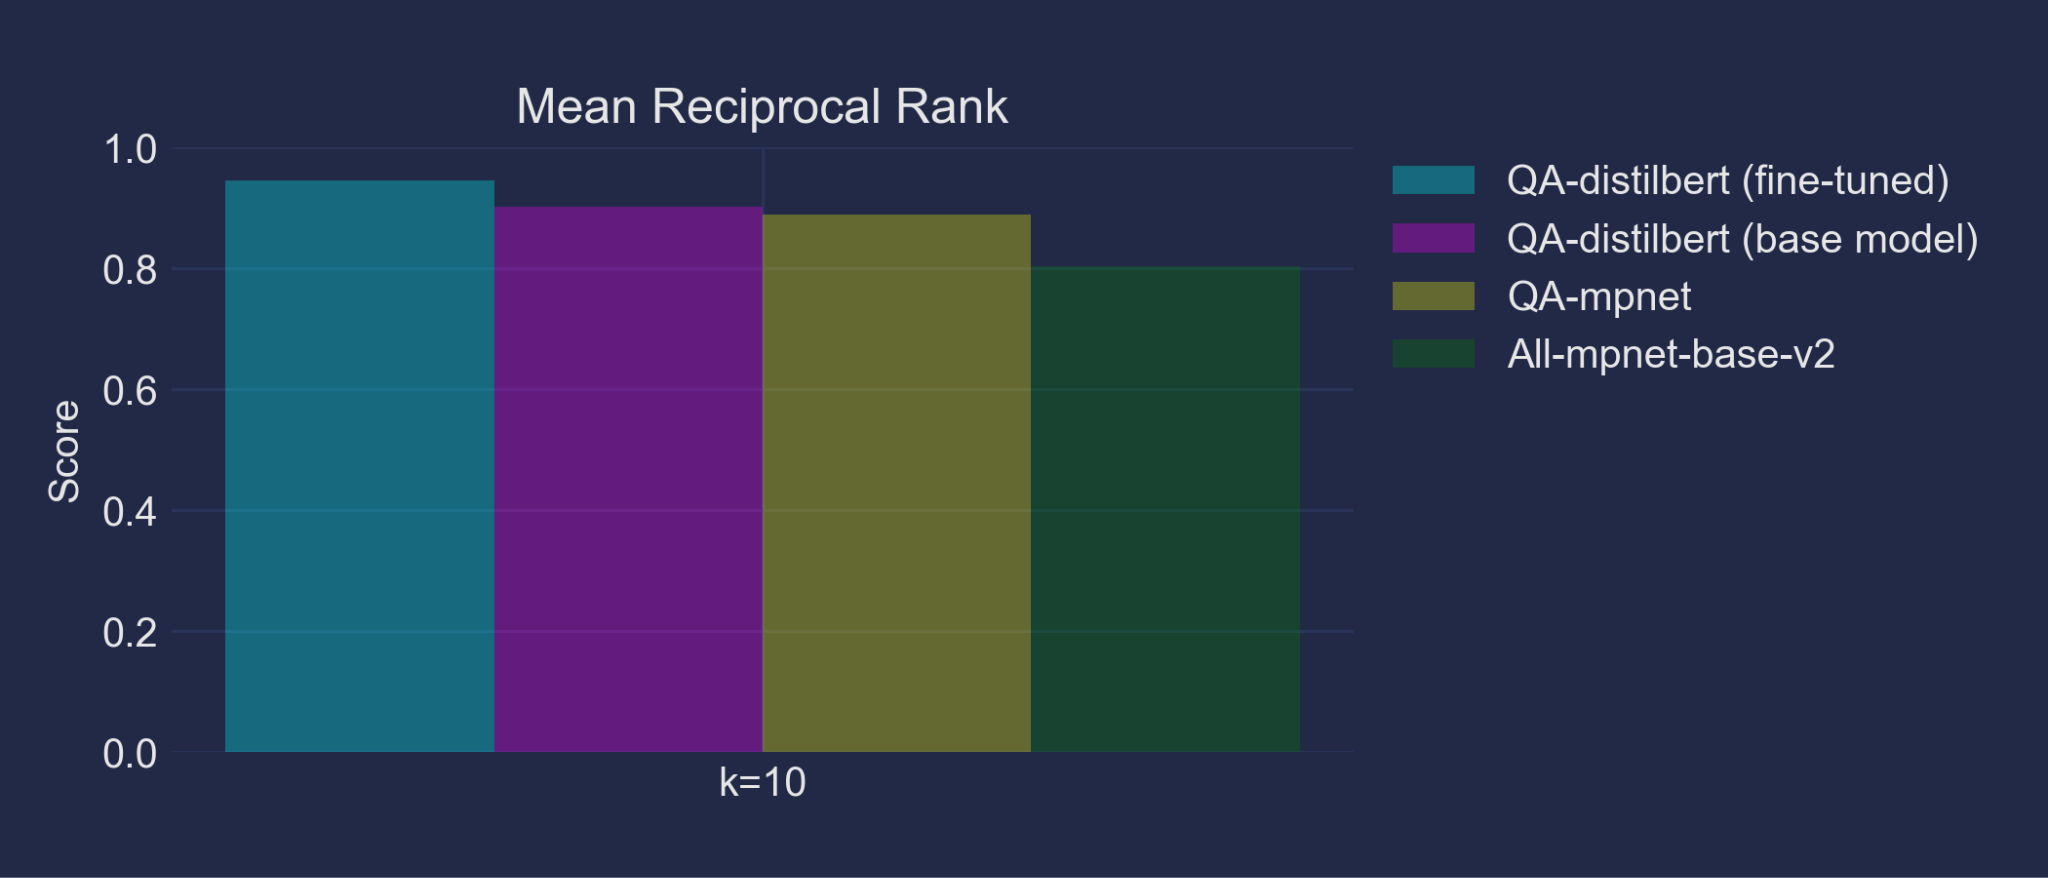 Mean Reciprocal Rank
1.0
0.8
0.6
0.4
0.2
0.0
Score
k=10
QA-distilbert (fine-tuned)
QA-distilbert (base model)
QA-mpnet
All-mpnet-base-v2